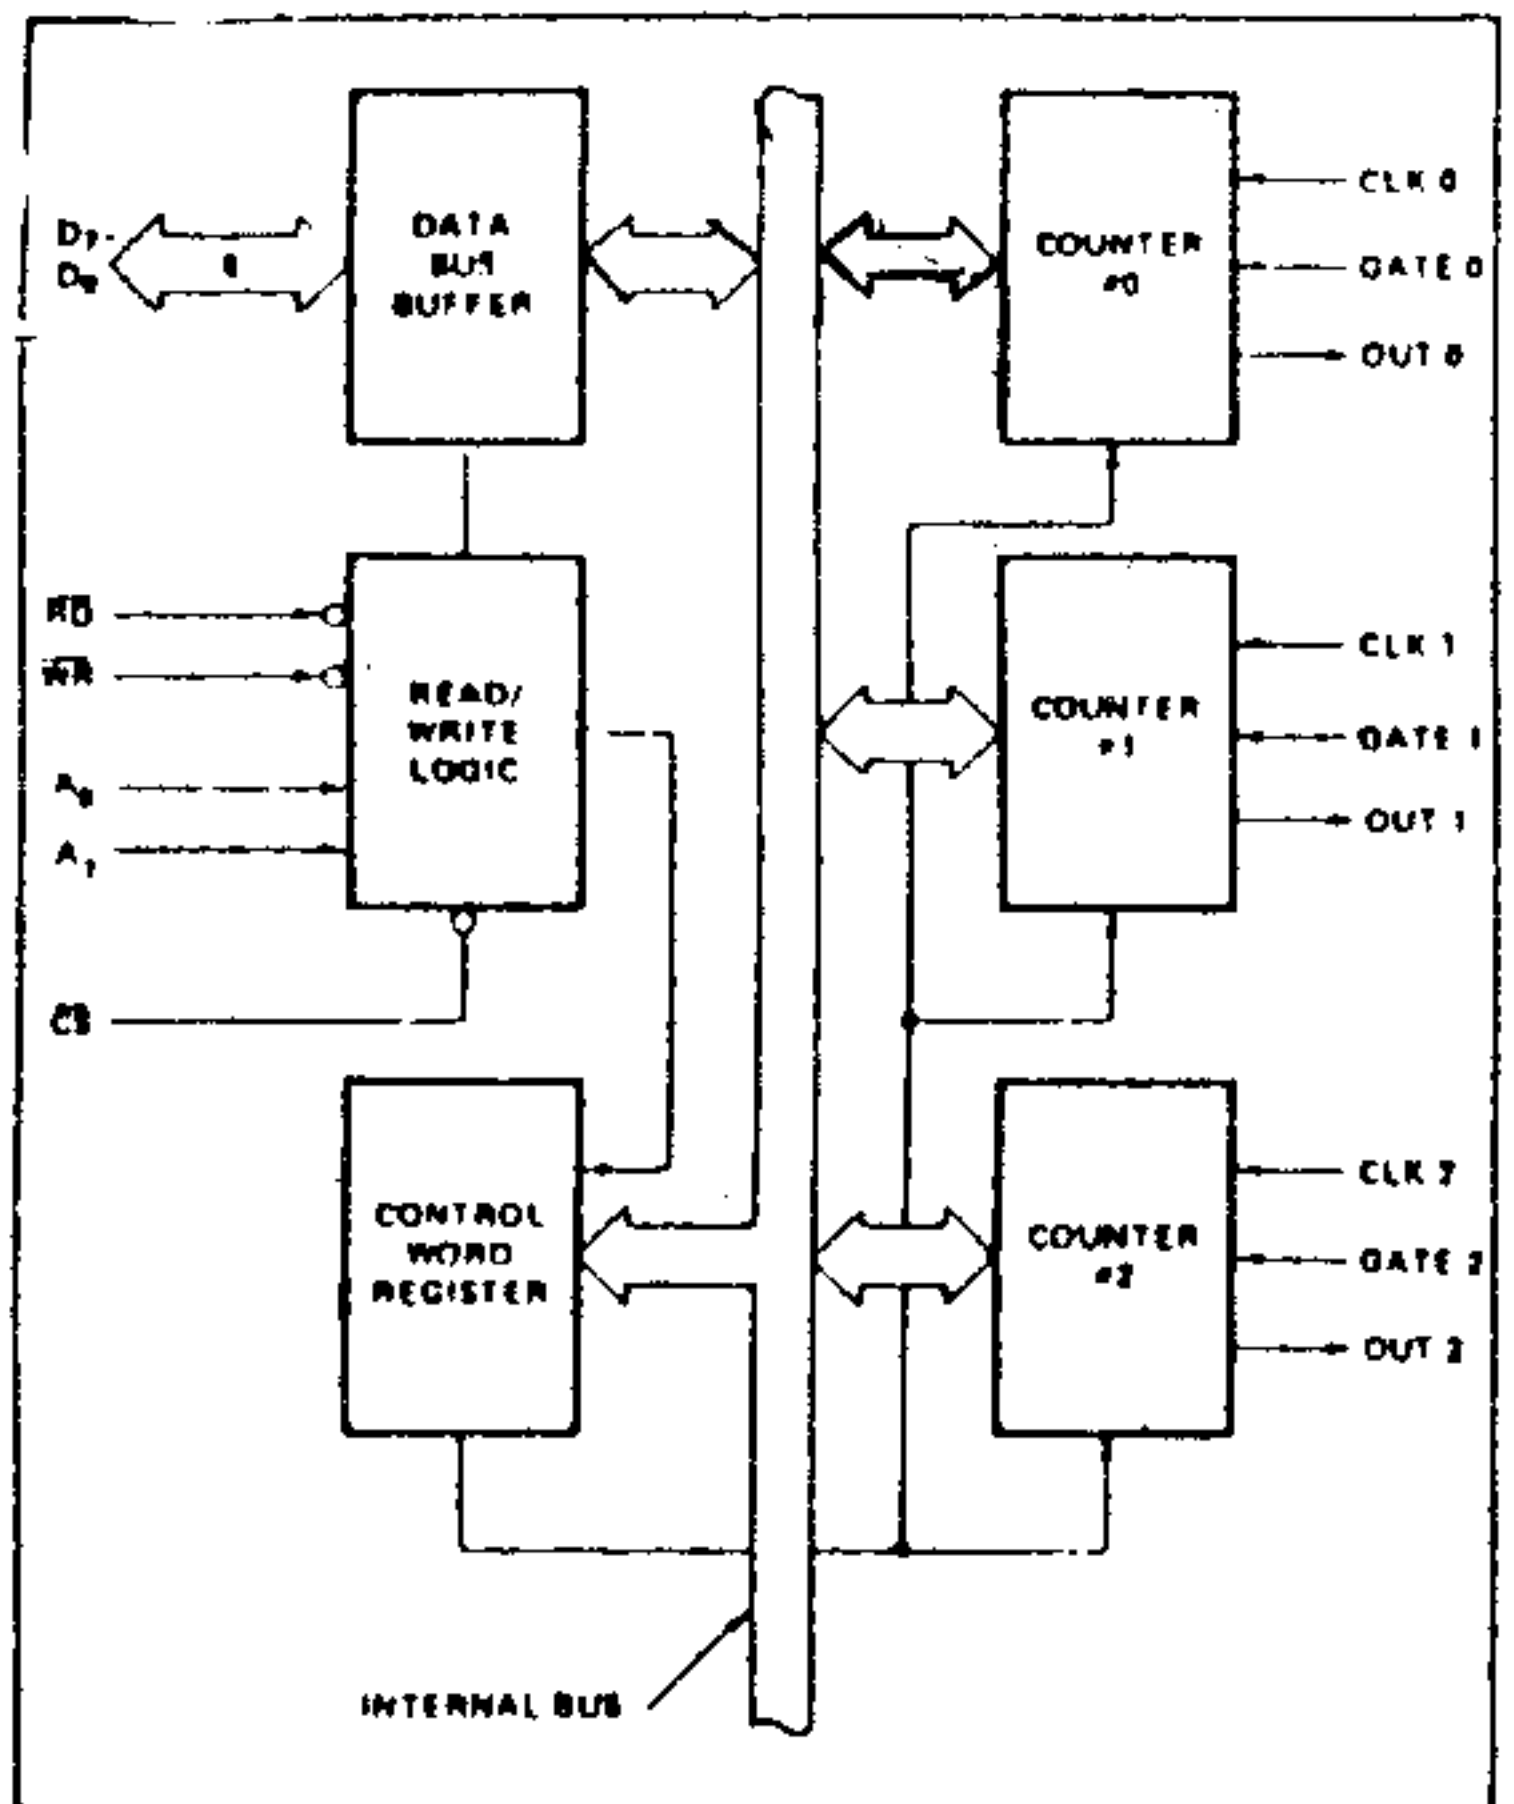 D7-
D0
8
DATA
BUS
BUFFER
COUNTER
#0
CLK 0
GATE 0
OUT 0
RD
WR
A0
A1
CS
READ/
WRITE
LOGIC
COUNTER
#1
CLK 1
GATE 1
OUT 1
CONTROL
WORD
REGISTER
COUNTER
#2
CLK 2
GATE 2
OUT 2
INTERNAL BUS